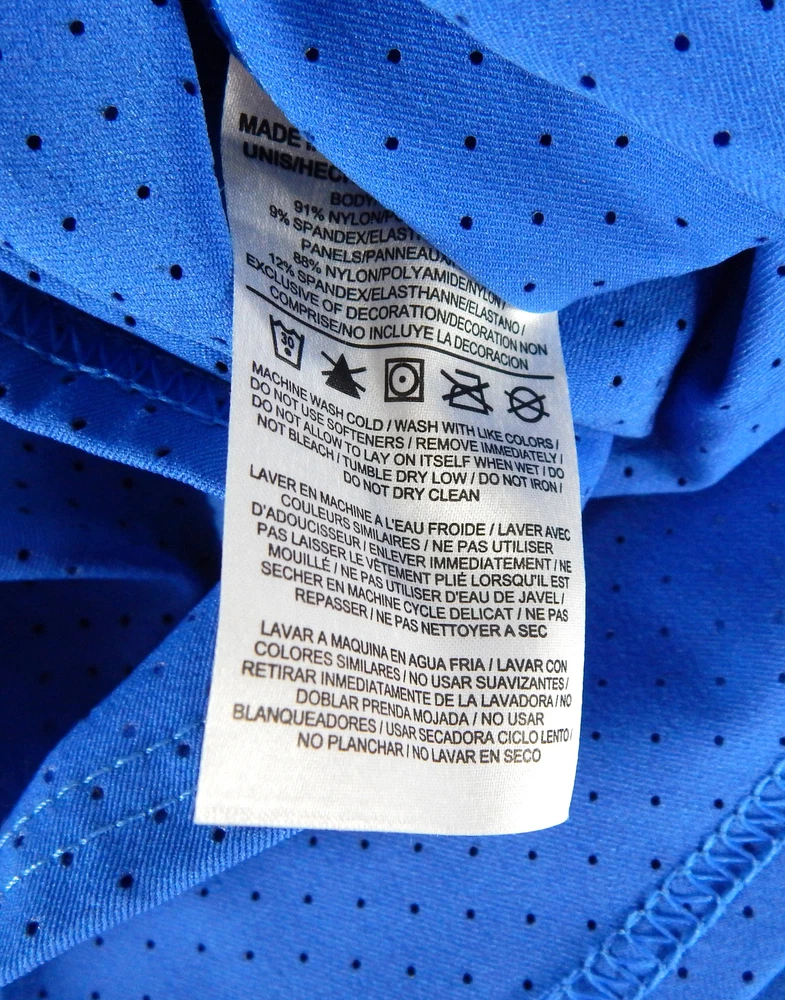 MADE
UNIS/HEC
BODY/
91% NYLON/
9% SPANDEX/ELAST
PANELS/PANNEAUX
88% NYLON/POLYAMIDE/NYLON
12% SPANDEX/ELASTHANNE/ELASTANO /
EXCLUSIVE OF DECORATION/DECORATION NON
COMPRISE/NO INCLUYE LA DECORACION
30
MACHINE WASH COLD / WASH WITH LIKE COLORS /
DO NOT USE SOFTENERS / REMOVE IMMEDIATELY /
DO NOT ALLOW TO LAY ON ITSELF WHEN WET / DO
NOT BLEACH / TUMBLE DRY LOW / DO NOT IRON /
DO NOT DRY CLEAN
LAVER EN MACHINE A L'EAU FROIDE / LAVER AVEC
COULEURS SIMILAIRES / NE PAS UTILISER
D'ADOUCISSEUR / ENLEVER IMMEDIATEMENT / NE
PAS LAISSER LE VÊTEMENT PLIÉ LORSQU'IL EST
MOUILLÉ / NE PAS UTILISER D'EAU DE JAVEL /
SECHER EN MACHINE CYCLE DELICAT / NE PAS
REPASSER / NE PAS NETTOYER A SEC
LAVAR A MAQUINA EN AGUA FRIA / LAVAR CON
COLORES SIMILARES / NO USAR SUAVIZANTES /
RETIRAR INMEDIATAMENTE DE LA LAVADORA / NO
DOBLAR PRENDA MOJADA / NO USAR
BLANQUEADORES / USAR SECADORA CICLO LENTO /
NO PLANCHAR / NO LAVAR EN SECO